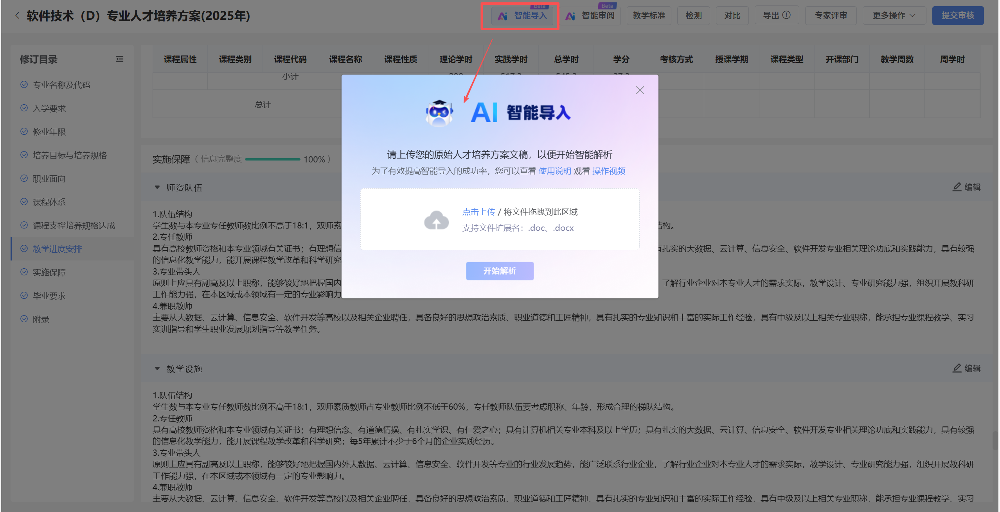 软件技术（D）专业人才培养方案(2025年)
Beta
智能导入
Beta
智能审阅
教学标准
检测
对比
导出
专家评审
更多操作
提交审核
修订目录
专业名称及代码
入学要求
修业年限
培养目标与培养规格
职业面向
课程体系
课程支撑培养规格达成
教学进度安排
实施保障
毕业要求
附录
课程属性 课程类别 课程代码 课程名称 课程性质 理论学时 实践学时 总学时 学分 考核方式 授课学期 课程类型 开课部门 教学周数 周学时
小计
总计
AI 智能导入
请上传您的原始人才培养方案文稿，以便开始智能解析
为了有效提高智能导入的成功率，您可以查看 使用说明 观看 操作视频
点击上传 / 将文件拖拽到此区域
支持文件扩展名：.doc、.docx
开始解析
实施保障（ 信息完整度 100% ）
师资队伍
编辑
1.队伍结构
学生数与本专业专任教师数比例不高于18:1，双师素 结构。
2.专任教师
具有高校教师资格和本专业领域有关证书；有理想信 有扎实的大数据、云计算、信息安全、软件开发专业相关理论功底和实践能力，具有较强
的信息化教学能力，能开展课程教学改革和科学研究
3.专业带头人
原则上应具有副高及以上职称，能够较好地把握国内 ，了解行业企业对本专业人才的需求实际，教学设计、专业研究能力强，组织开展教科研
工作能力强，在本区域或本领域有一定的专业影响力
4.兼职教师
主要从大数据、云计算、信息安全、软件开发等高校以及相关企业聘任，具备良好的思想政治素质、职业道德和工匠精神，具有扎实的专业知识和丰富的实际工作经验，具有中级及以上相关专业职称，能承担专业课程教学、实习
实训指导和学生职业发展规划指导等教学任务。
教学设施
编辑
1.队伍结构
学生数与本专业专任教师数比例不高于18:1，双师素质教师占专业教师比例不低于60%，专任教师队伍要考虑职称、年龄，形成合理的梯队结构。
2.专任教师
具有高校教师资格和本专业领域有关证书；有理想信念、有道德情操、有扎实学识、有仁爱之心；具有计算机相关专业本科及以上学历；具有扎实的大数据、云计算、信息安全、软件开发专业相关理论功底和实践能力，具有较强
的信息化教学能力，能开展课程教学改革和科学研究；每5年累计不少于6个月的企业实践经历。
3.专业带头人
原则上应具有副高及以上职称，能够较好地把握国内外大数据、云计算、信息安全、软件开发等专业的行业发展趋势，能广泛联系行业企业，了解行业企业对本专业人才的需求实际，教学设计、专业研究能力强，组织开展教科研
工作能力强，在本区域或本领域有一定的专业影响力。
4.兼职教师
主要从大数据、云计算、信息安全、软件开发等高校以及相关企业聘任，具备良好的思想政治素质、职业道德和工匠精神，具有扎实的专业知识和丰富的实际工作经验，具有中级及以上相关专业职称，能承担专业课程教学、实习